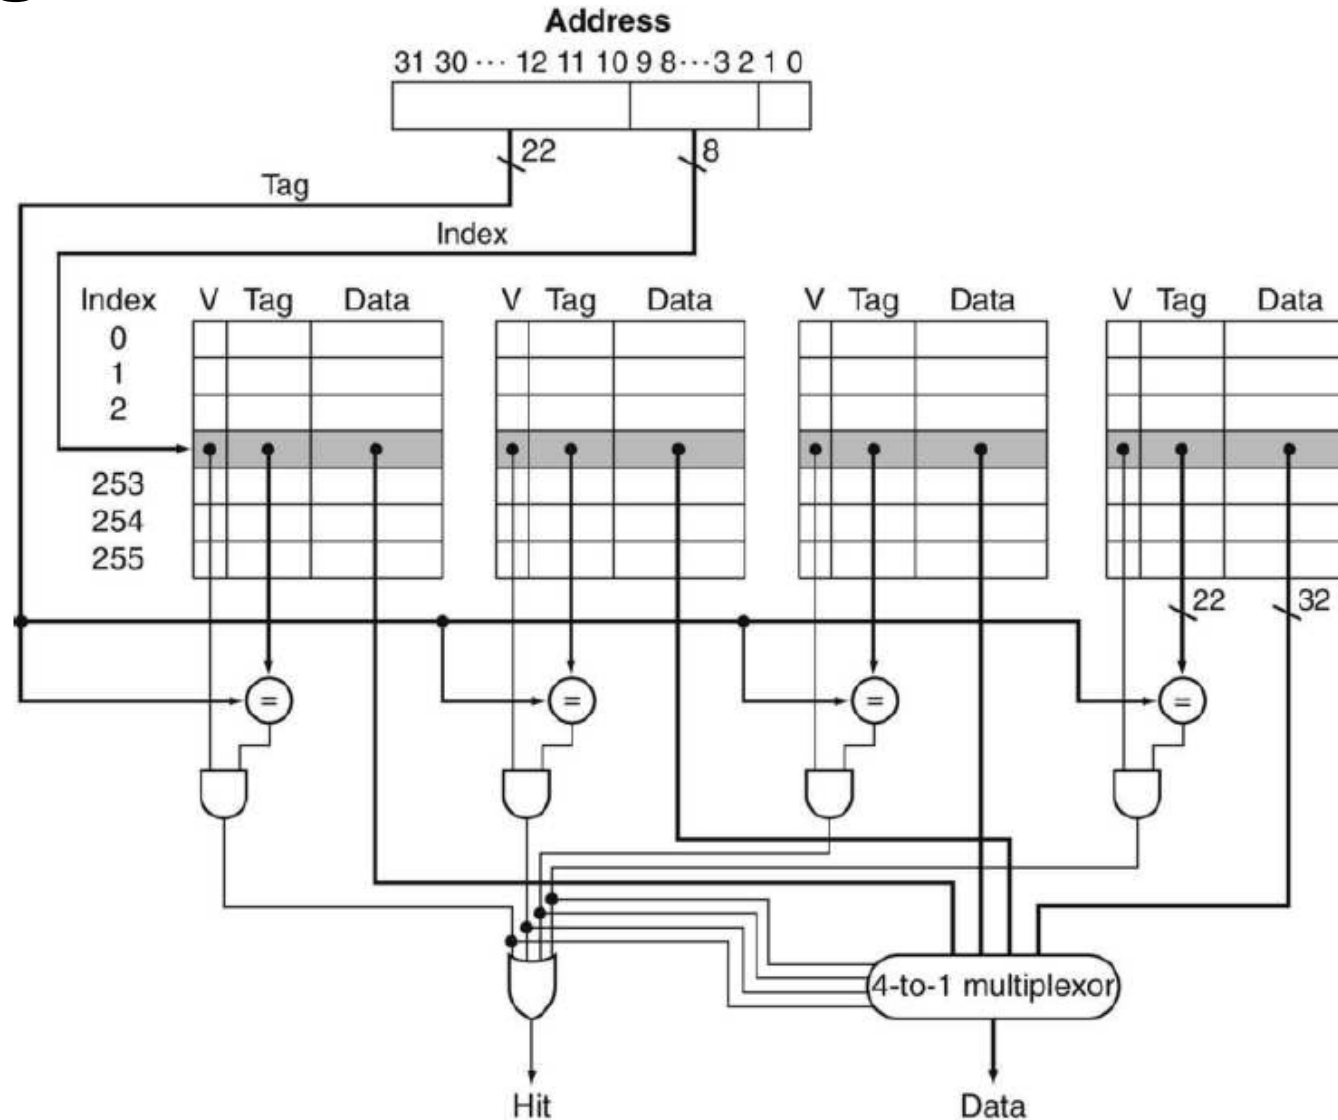 Address
31 30 ··· 12 11 10 9 8···3 2 1 0
22
8
Tag
Index
Index V Tag Data V Tag Data V Tag Data V Tag Data
0
1
2
253
254
255
22
32
= = = =
4-to-1 multiplexor
Hit
Data